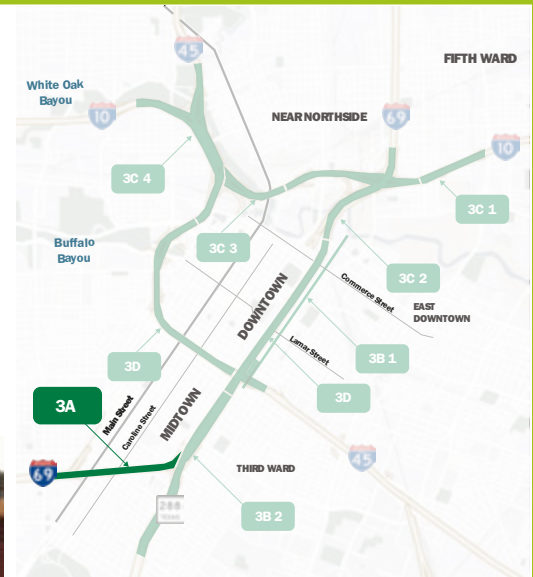 45
FIFTH WARD
White Oak
Bayou
10
NEAR NORTHSIDE
69
10
3C 4
3C 1
3C 3
Buffalo
Bayou
3C 2
Commerce Street
EAST
DOWNTOWN
DOWNTOWN
Lamar Street
3B 1
3D
3D
3A
Main Street
Caroline Street
MIDTOWN
69
THIRD WARD
45
288
TEXAS
3B 2